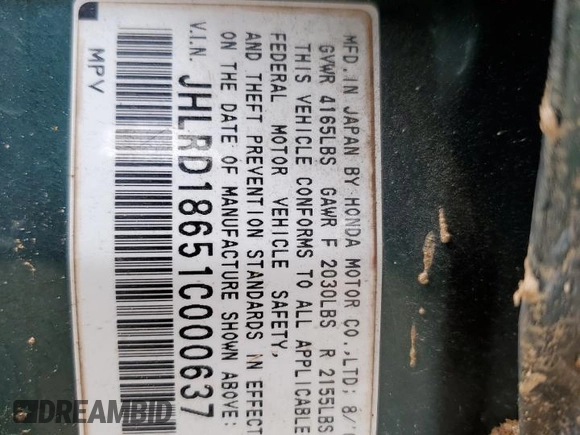 MFD. IN JAPAN BY HONDA MOTOR CO.,LTD; 8/
GVWR 4165LBS GAWR F 2030LBS R 2155LBS
THIS VEHICLE CONFORMS TO ALL APPLICABLE
FEDERAL MOTOR VEHICLE SAFETY,
AND THEFT PREVENTION STANDARDS IN EFFECT
ON THE DATE OF MANUFACTURE SHOWN ABOVE:
V.I.N. JHLRD18651C000637
MPV
DREAMBID